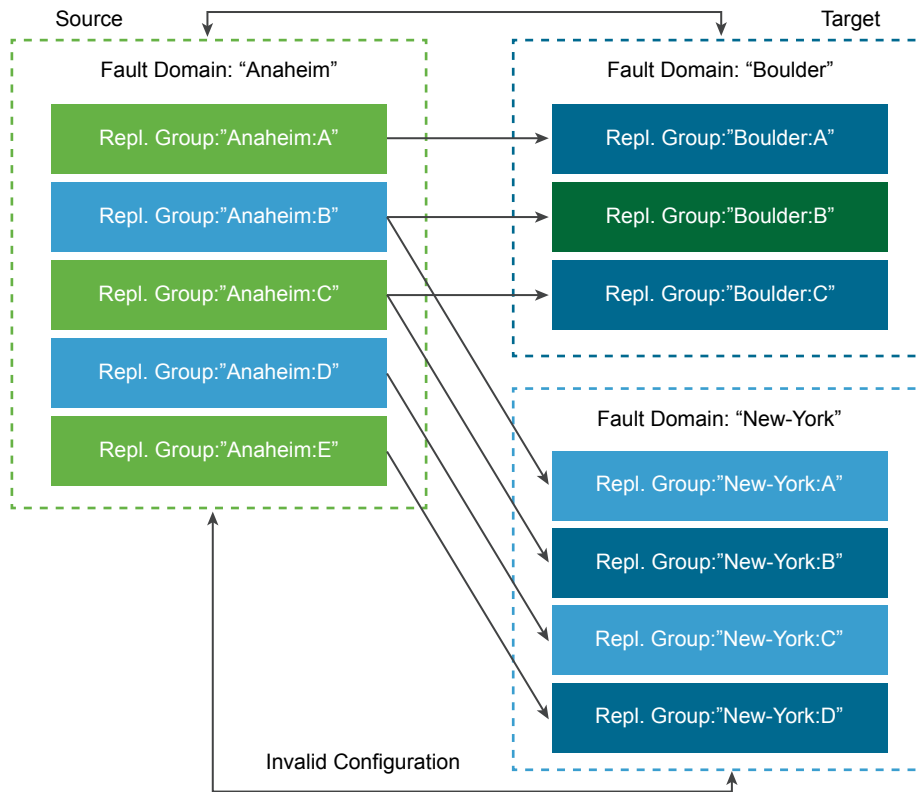 Source
Target
Fault Domain: “Anaheim”
Repl. Group:”Anaheim:A”
Repl. Group:”Anaheim:B”
Repl. Group:”Anaheim:C”
Repl. Group:”Anaheim:D”
Repl. Group:”Anaheim:E”
Fault Domain: “Boulder”
Repl. Group:”Boulder:A”
Repl. Group:”Boulder:B”
Repl. Group:”Boulder:C”
Fault Domain: “New-York”
Repl. Group:”New-York:A”
Repl. Group:”New-York:B”
Repl. Group:”New-York:C”
Repl. Group:”New-York:D”
Invalid Configuration